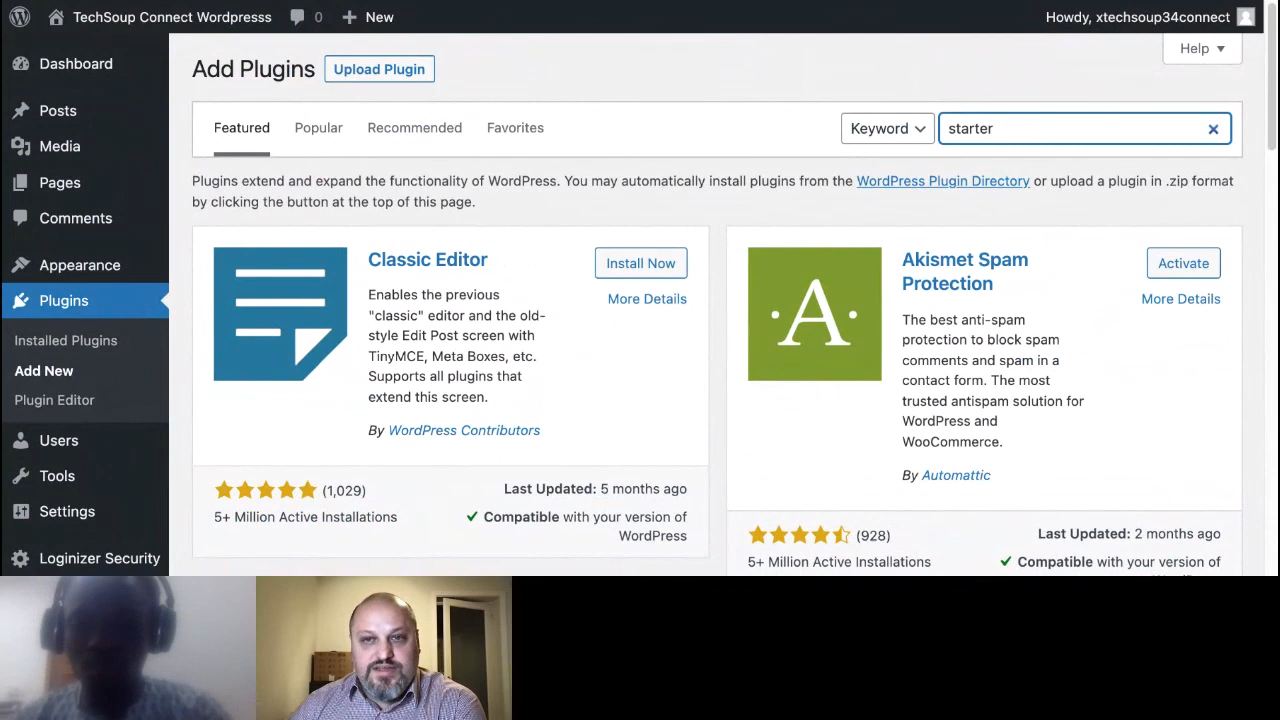 TechSoup Connect Wordpresss 0 New Howdy, xtechsoup34connect
Dashboard
Posts
Media
Pages
Comments
Appearance
Plugins
Installed Plugins
Add New
Plugin Editor
Users
Tools
Settings
Loginizer Security
Help
Add Plugins Upload Plugin
Featured Popular Recommended Favorites Keyword starter
Plugins extend and expand the functionality of WordPress. You may automatically install plugins from the WordPress Plugin Directory or upload a plugin in .zip format
by clicking the button at the top of this page.
Classic Editor
Install Now
More Details
Enables the previous
"classic" editor and the old-
style Edit Post screen with
TinyMCE, Meta Boxes, etc.
Supports all plugins that
extend this screen.
By WordPress Contributors
(1,029)
5+ Million Active Installations
Last Updated: 5 months ago
Compatible with your version of
WordPress
·A·
Akismet Spam
Protection
Activate
More Details
The best anti-spam
protection to block spam
comments and spam in a
contact form. The most
trusted antispam solution for
WordPress and
WooCommerce.
By Automattic
(928)
5+ Million Active Installations
Last Updated: 2 months ago
Compatible with your version of